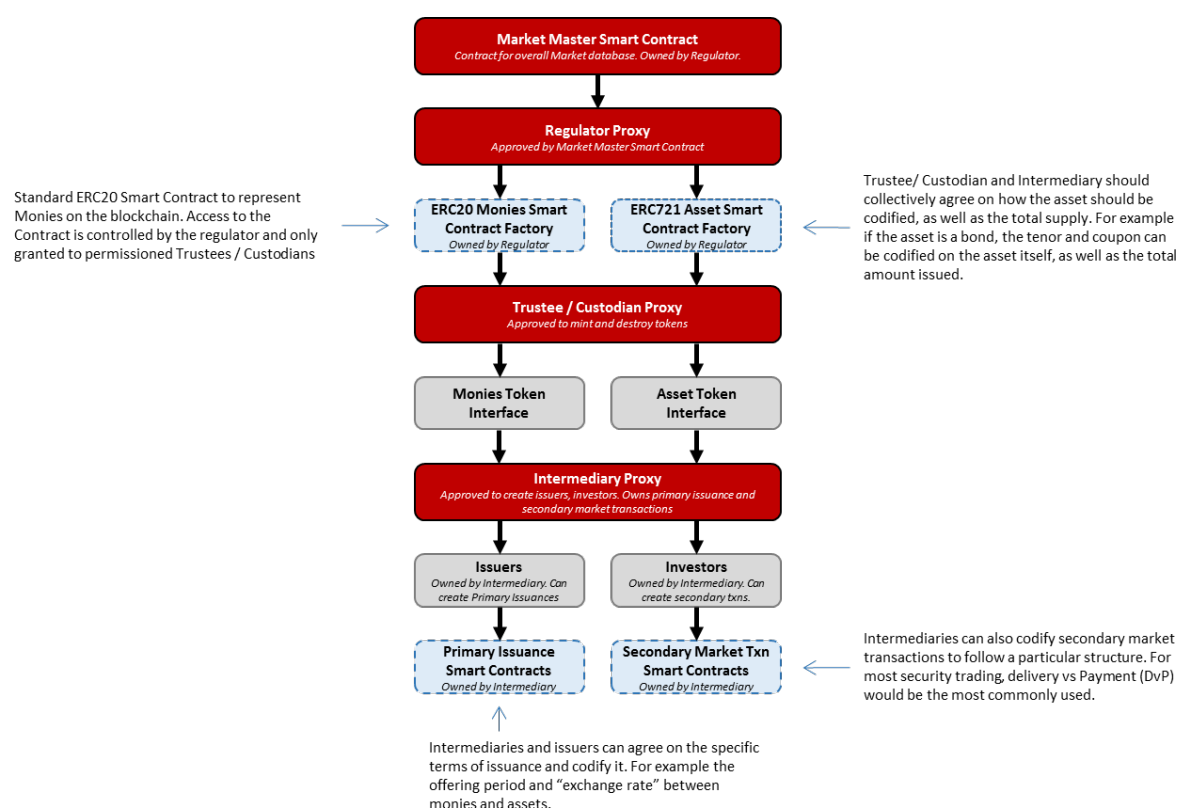 Market Master Smart Contract
Contract for overall Market database. Owned by Regulator.
Regulator Proxy
Approved by Market Master Smart Contract
Standard ERC20 Smart Contract to represent
Monies on the blockchain. Access to the
Contract is controlled by the regulator and only
granted to permissioned Trustees / Custodians
ERC20 Monies Smart
Contract Factory
Owned by Regulator
ERC721 Asset Smart
Contract Factory
Owned by Regulator
Trustee/ Custodian and Intermediary should
collectively agree on how the asset should be
codified, as well as the total supply. For example
if the asset is a bond, the tenor and coupon can
be codified on the asset itself, as well as the total
amount issued.
Trustee / Custodian Proxy
Approved to mint and destroy tokens
Monies Token
Interface
Asset Token
Interface
Intermediary Proxy
Approved to create issuers, investors. Owns primary issuance and
secondary market transactions
Issuers
Owned by Intermediary. Can
create Primary Issuances
Investors
Owned by Intermediary. Can
create secondary txns.
Primary Issuance
Smart Contracts
Owned by Intermediary
Secondary Market Txn
Smart Contracts
Owned by Intermediary
Intermediaries can also codify secondary market
transactions to follow a particular structure. For
most security trading, delivery vs Payment (DvP)
would be the most commonly used.
Intermediaries and issuers can agree on the specific
terms of issuance and codify it. For example the
offering period and “exchange rate” between
monies and assets.